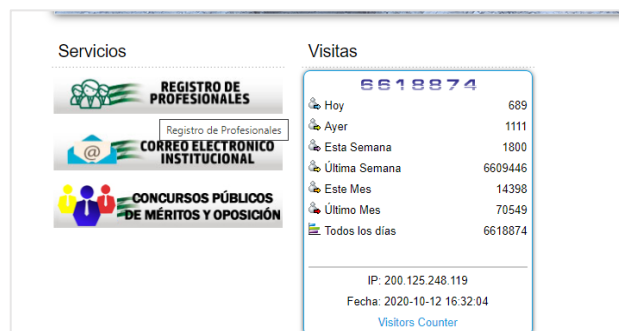 Servicios
REGISTRO DE
PROFESIONALES
Registro de Profesionales
CORREO ELECTRÓNICO
INSTITUCIONAL
CONCURSOS PÚBLICOS
DE MÉRITOS Y OPOSICIÓN
Visitas
6618874
Hoy 689
Ayer 1111
Esta Semana 1800
Última Semana 6609446
Este Mes 14398
Último Mes 70549
Todos los días 6618874
IP: 200.125.248.119
Fecha: 2020-10-12 16:32:04
Visitors Counter